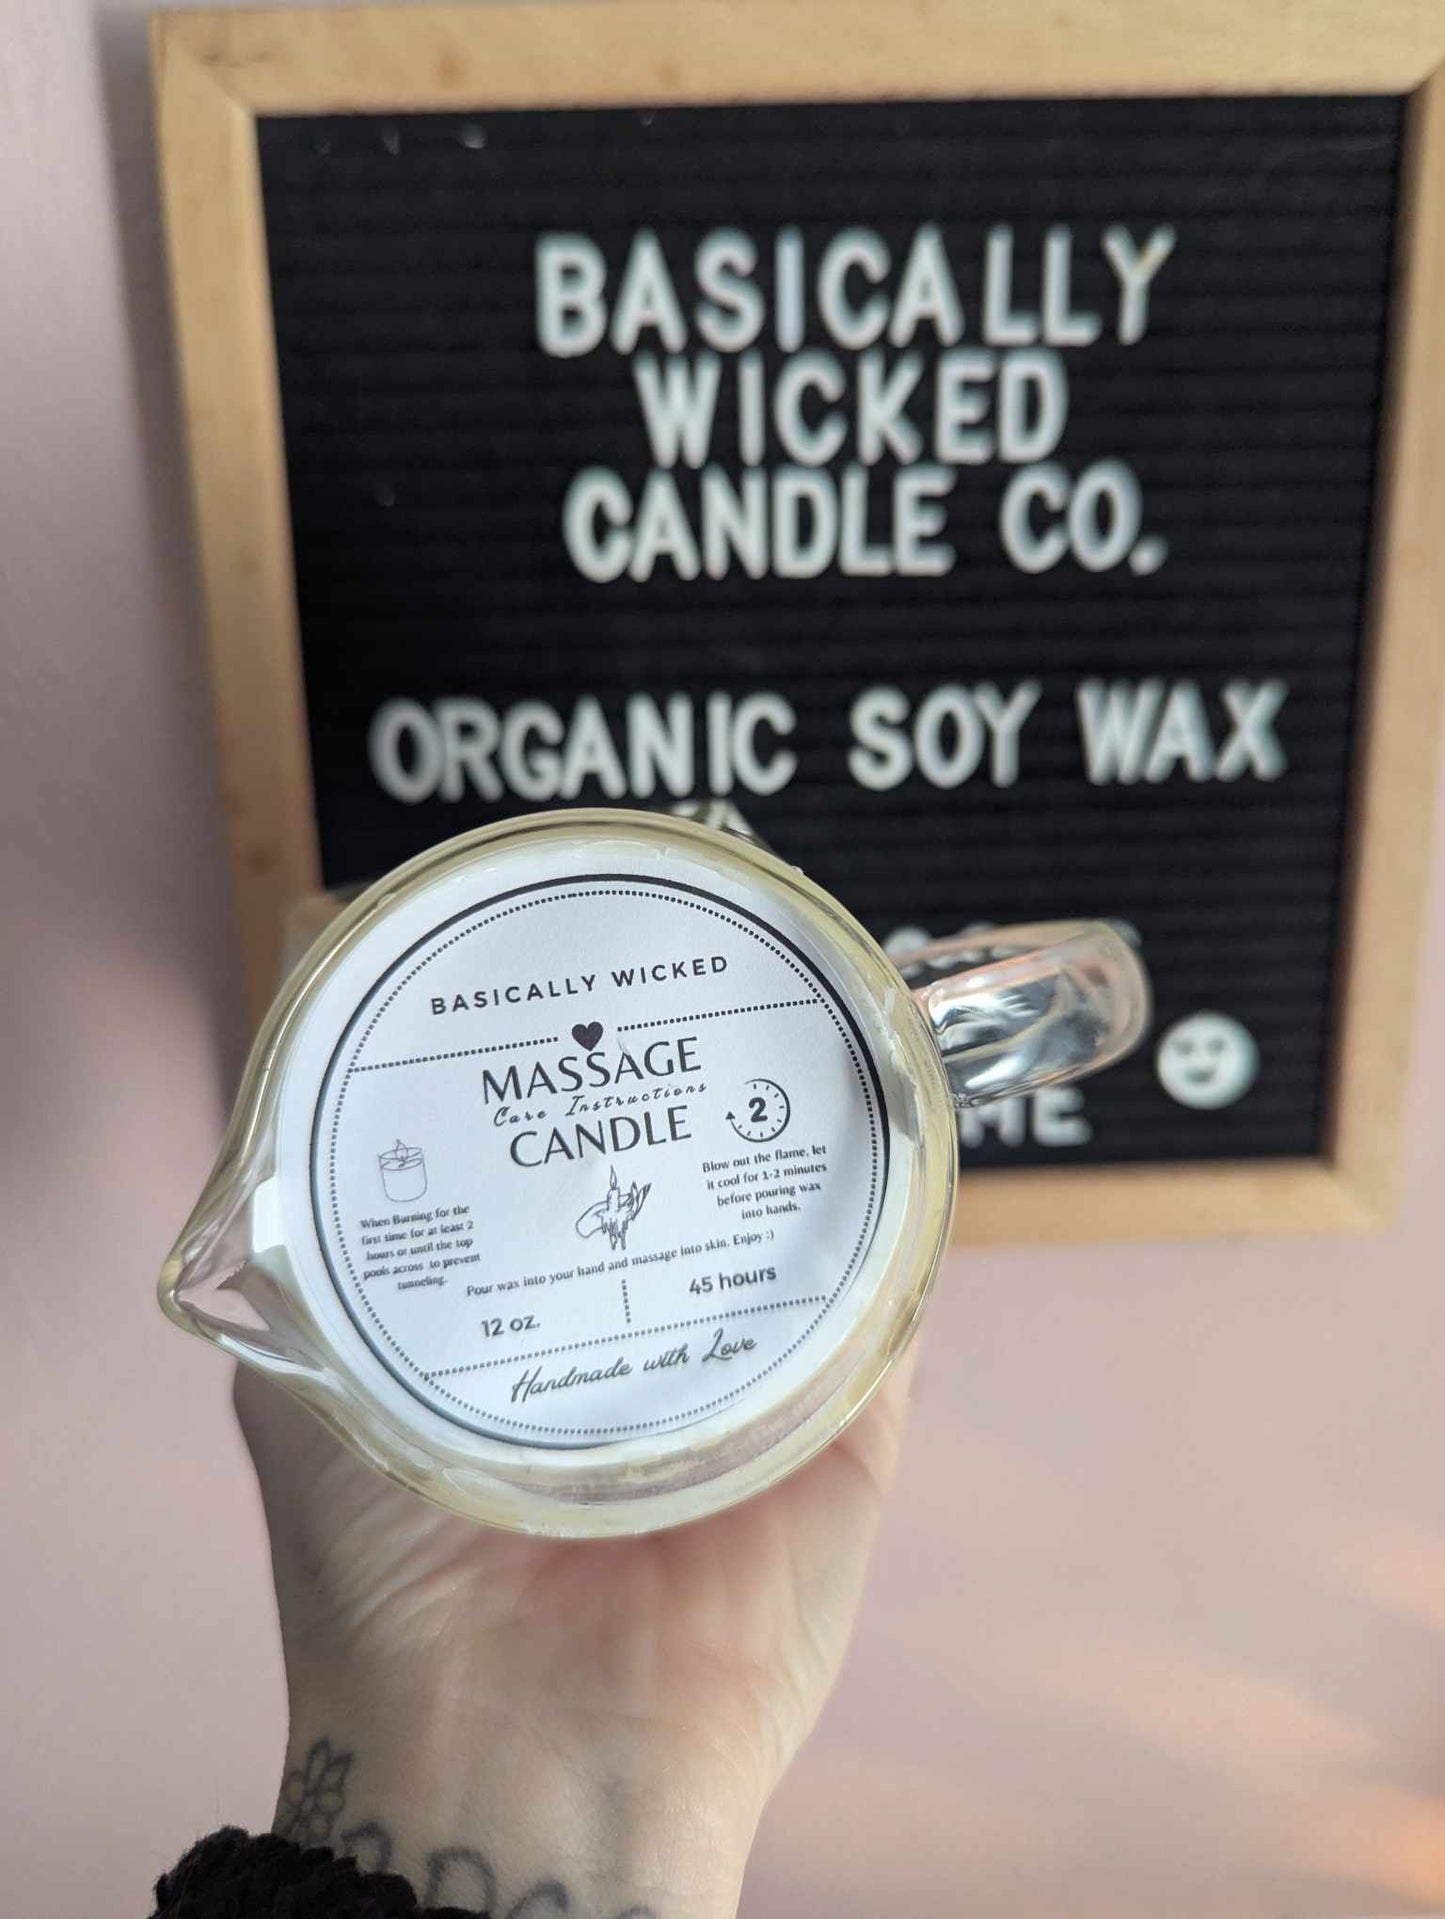 BASICALLY
WICKED
CANDLE CO.
ORGANIC SOY WAX
BASICALLY WICKED
MASSAGE
Care Instructions
CANDLE
2
When Burning for the
first time for at least 2
hours or until the top
pools across to prevent
tunneling.
Blow out the flame, let
it cool for 1-2 minutes
before pouring wax
into hands.
Pour wax into your hand and massage into skin. Enjoy :)
12 oz.
45 hours
Handmade with Love